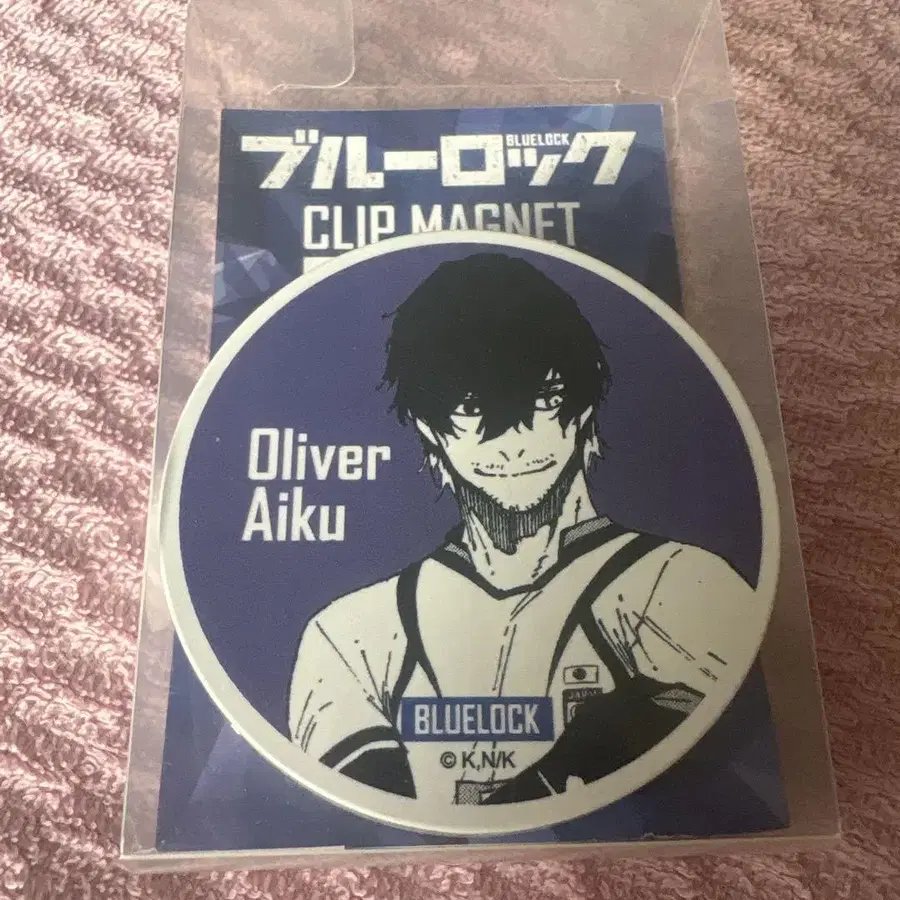 ブルーロック
BLUELOCK
CLIP MAGNET
Oliver
Aiku
BLUELOCK
© K,N/K